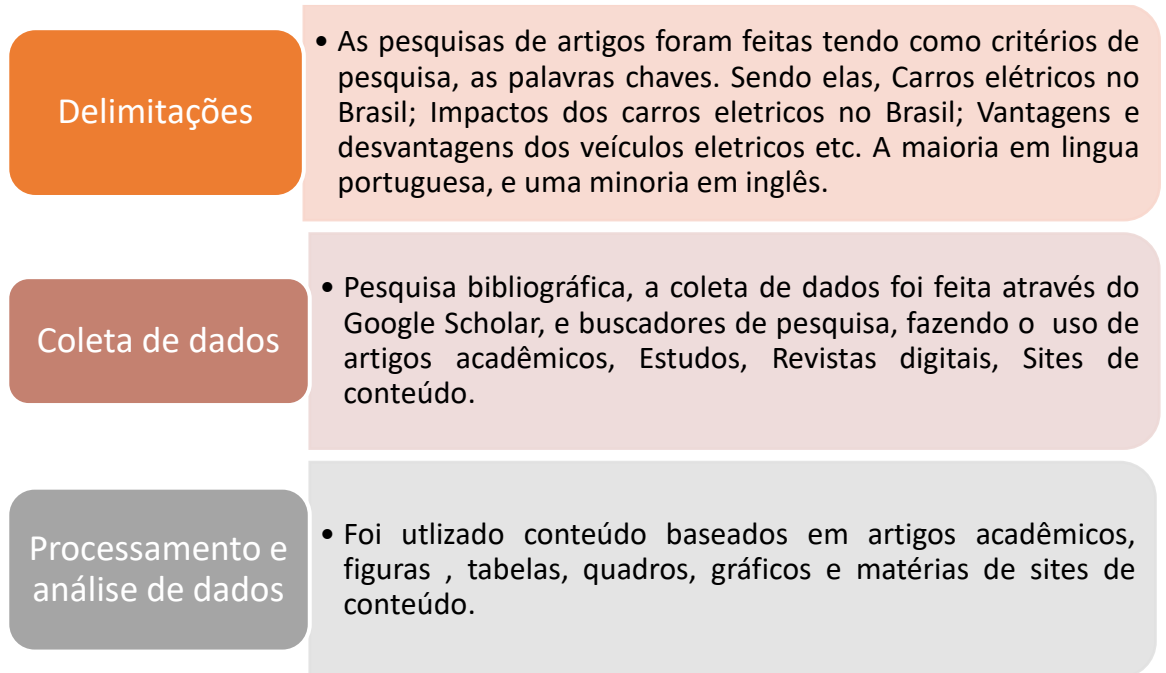 Delimitações
• As pesquisas de artigos foram feitas tendo como critérios de
pesquisa, as palavras chaves. Sendo elas, Carros elétricos no
Brasil; Impactos dos carros eletricos no Brasil; Vantagens e
desvantagens dos veículos eletricos etc. A maioria em lingua
portuguesa, e uma minoria em inglês.
Coleta de dados
• Pesquisa bibliográfica, a coleta de dados foi feita através do
Google Scholar, e buscadores de pesquisa, fazendo o uso de
artigos acadêmicos, Estudos, Revistas digitais, Sites de
conteúdo.
Processamento e
análise de dados
• Foi utlizado conteúdo baseados em artigos acadêmicos,
figuras , tabelas, quadros, gráficos e matérias de sites de
conteúdo.